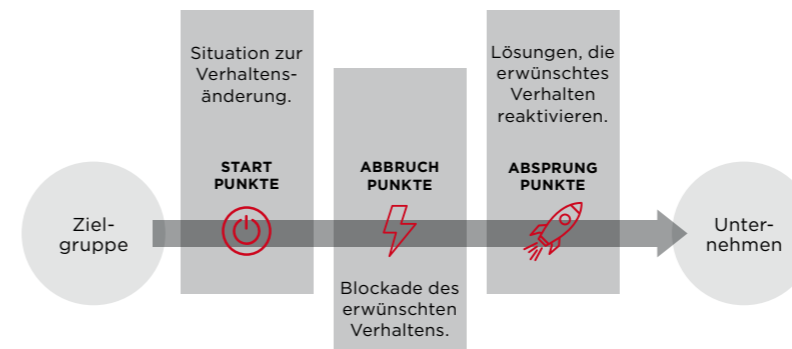 Ziel-
gruppe
Situation zur
Verhaltens-
änderung.
START
PUNKTE
ABBRUCH
PUNKTE
Blockade des
erwünschten
Verhaltens.
Lösungen, die
erwünschtes
Verhalten
reaktivieren.
ABSPRUNG
PUNKTE
Unter-
nehmen